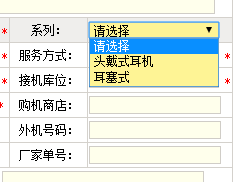 * 系列： 请选择
请选择
* 服务方式： 头戴式耳机
耳塞式
* 接机库位：
* 购机商店：
外机号码：
厂家单号：